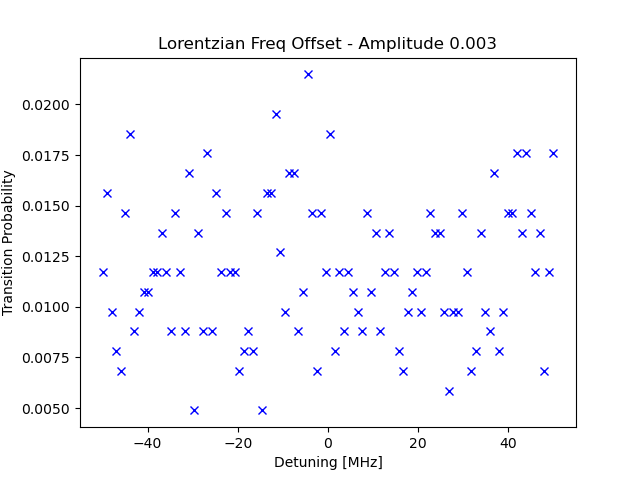 Lorentzian Freq Offset - Amplitude 0.003
Transition Probability
0.0200
0.0175
0.0150
0.0125
0.0100
0.0075
0.0050
−40 −20 0 20 40
Detuning [MHz]